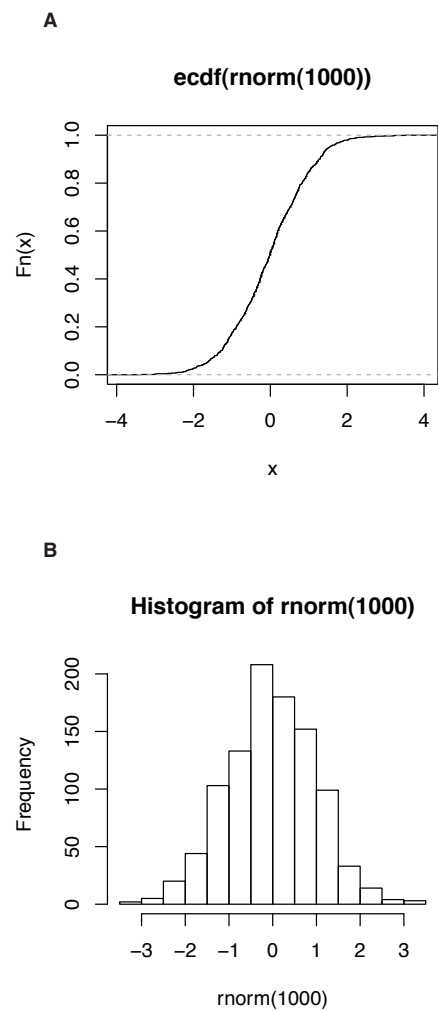 A
ecdf(rnorm(1000))
1.0
0.8
0.6
0.4
0.2
0.0
Fn(x)
−4 −2 0 2 4
x
B
Histogram of rnorm(1000)
200
150
100
50
0
Frequency
−3 −2 −1 0 1 2 3
rnorm(1000)